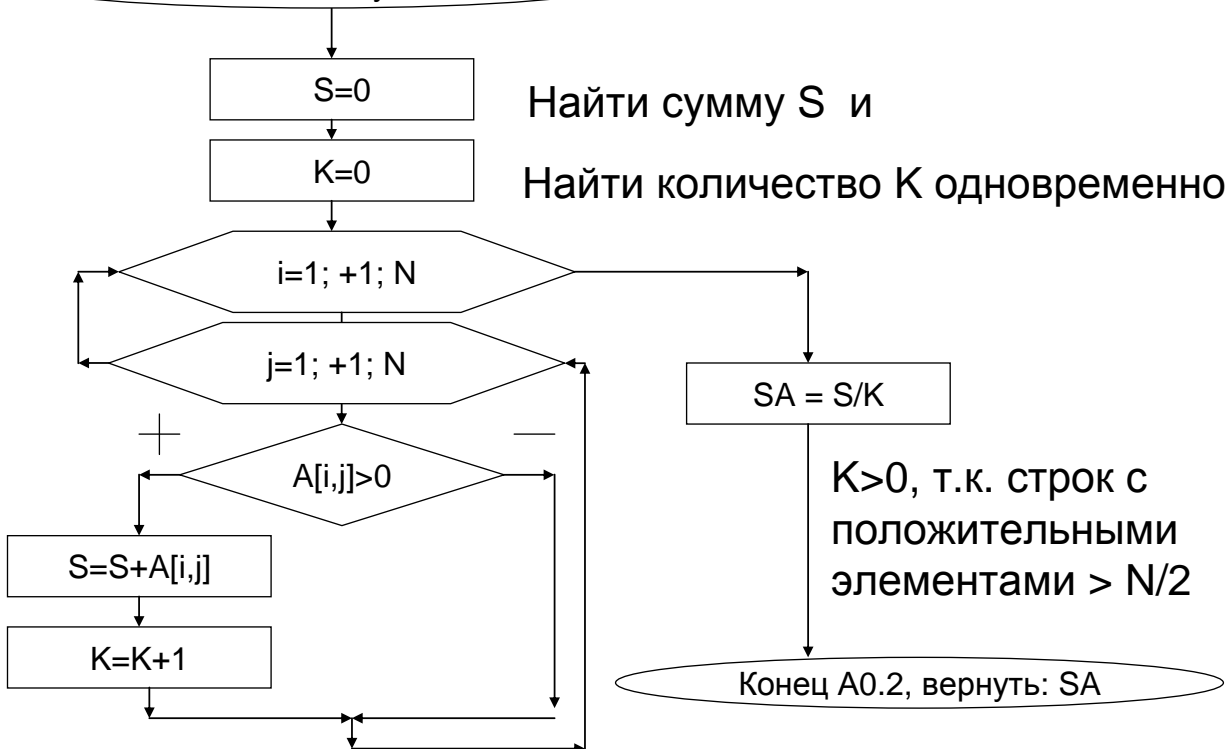 S=0
Найти сумму S и
K=0
Найти количество K одновременно
i=1; +1; N
j=1; +1; N
SA = S/K
+
—
A[i,j]>0
K>0, т.к. строк с
положительными
элементами > N/2
S=S+A[i,j]
K=K+1
Конец А0.2, вернуть: SA